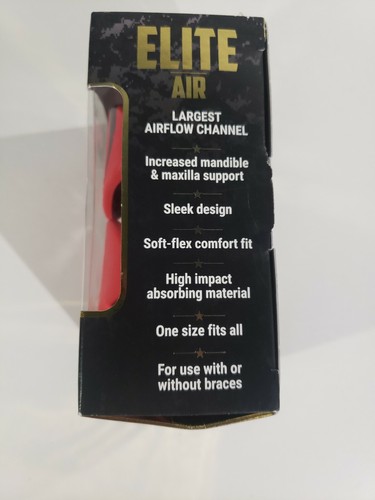 ELITE
AIR
LARGEST
AIRFLOW CHANNEL
Increased mandible
& maxilla support
Sleek design
Soft-flex comfort fit
High impact
absorbing material
One size fits all
For use with or
without braces